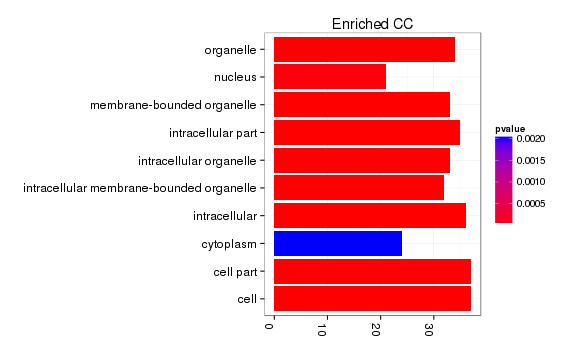 Enriched CC
organelle
nucleus
membrane-bounded organelle
intracellular part
intracellular organelle
intracellular membrane-bounded organelle
intracellular
cytoplasm
cell part
cell
0
10
20
30
pvalue
0.0020
0.0015
0.0010
0.0005